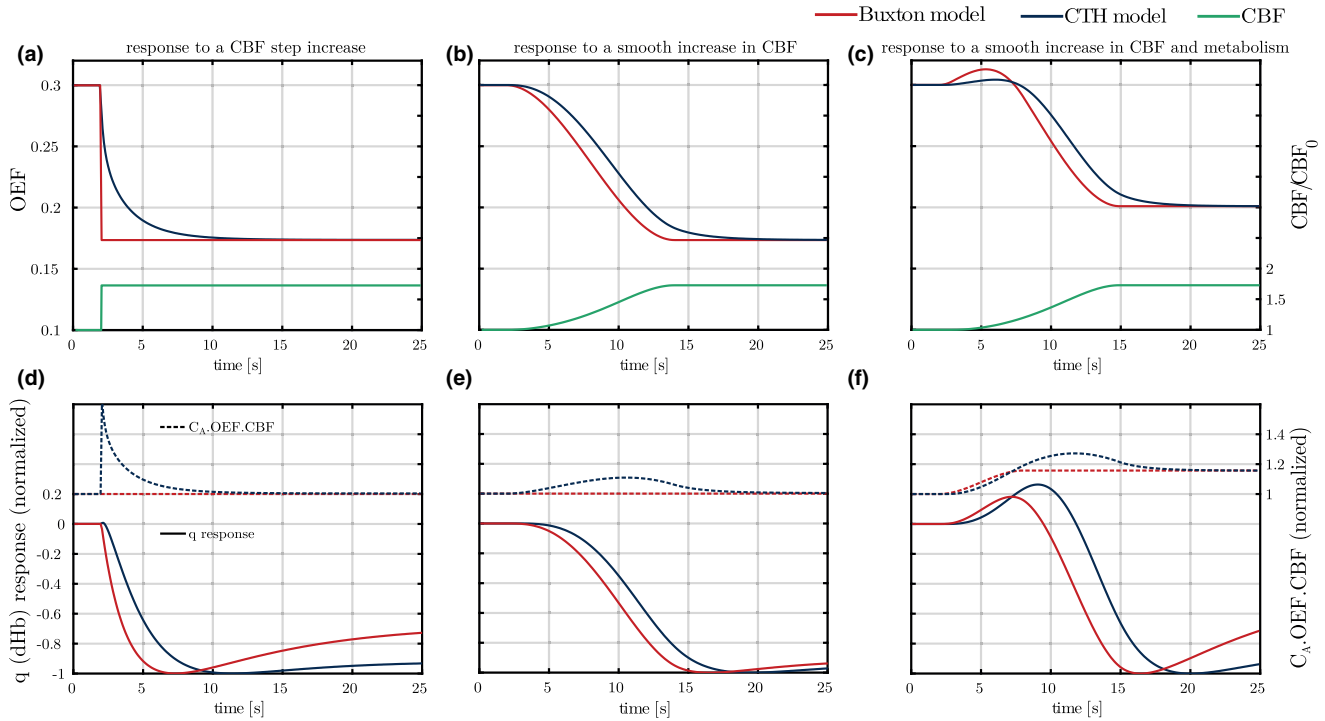 Buxton model CTH model CBF
(a) response to a CBF step increase (b) response to a smooth increase in CBF (c) response to a smooth increase in CBF and metabolism
OEF
0.3
0.25
0.2
0.15
0.1
CBF/CBF0
2
1.5
1
0 5 10 15 20 25
0 5 10 15 20 25
0 5 10 15 20 25
time [s] time [s] time [s]
(d) (e) (f)
q (dHb) response (normalized)
0.2
0
-0.2
-0.4
-0.6
-0.8
-1
CA.OEF.CBF
q response
1.4
1.2
1
CA.OEF.CBF (normalized)
0 5 10 15 20 25
0 5 10 15 20 25
0 5 10 15 20 25
time [s] time [s] time [s]